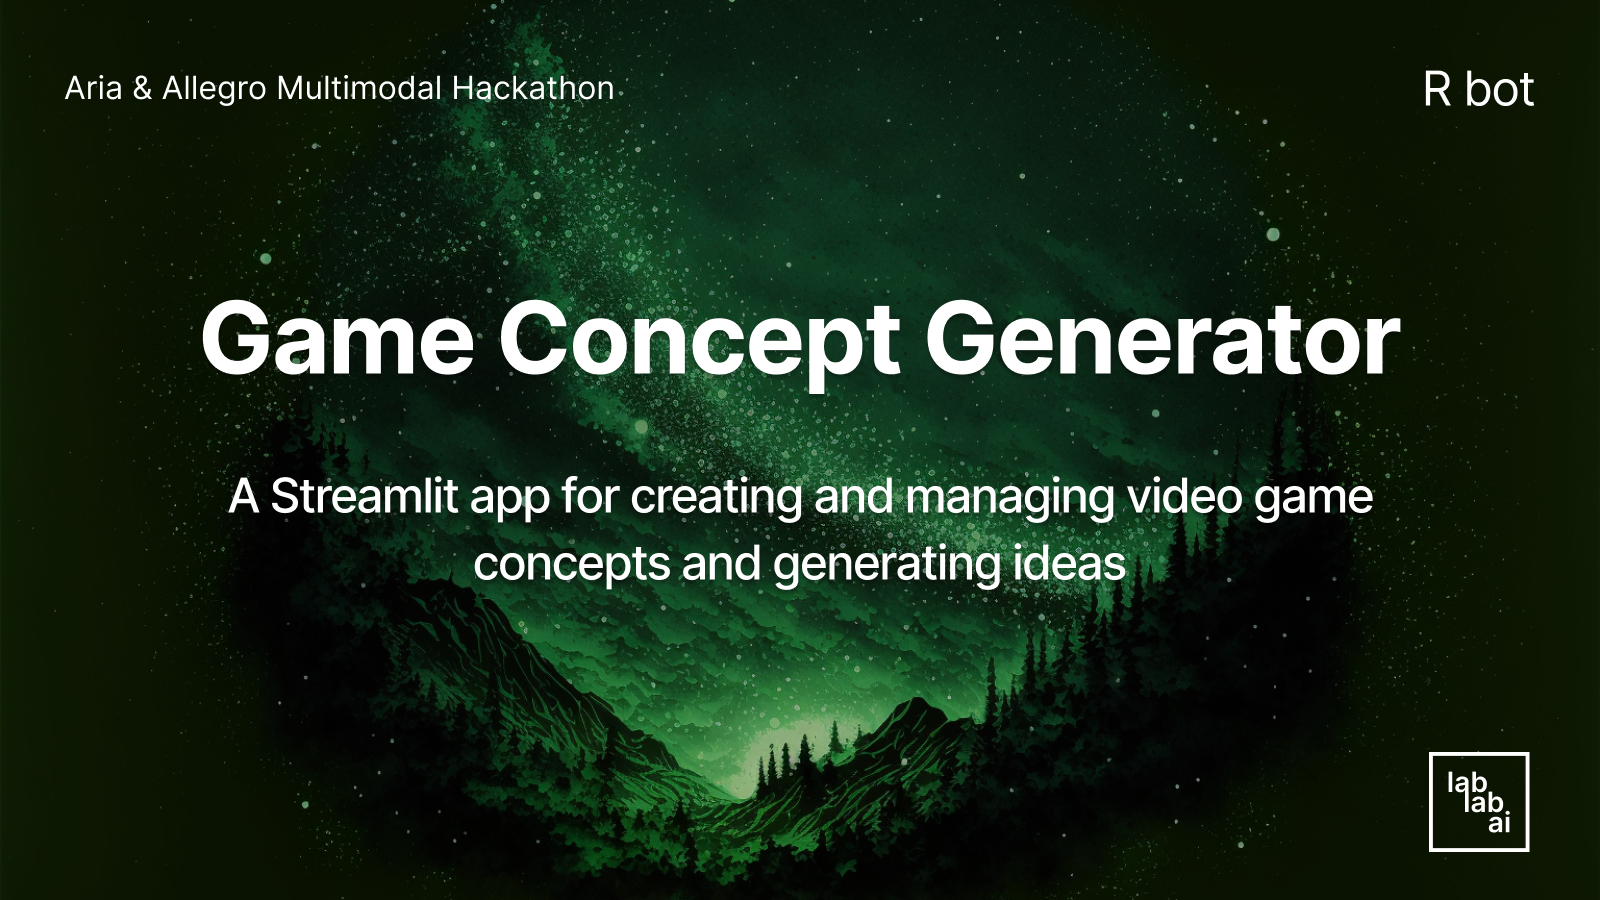 Aria & Allegro Multimodal Hackathon
R bot
Game Concept Generator
A Streamlit app for creating and managing video game
concepts and generating ideas
lab
lab
ai